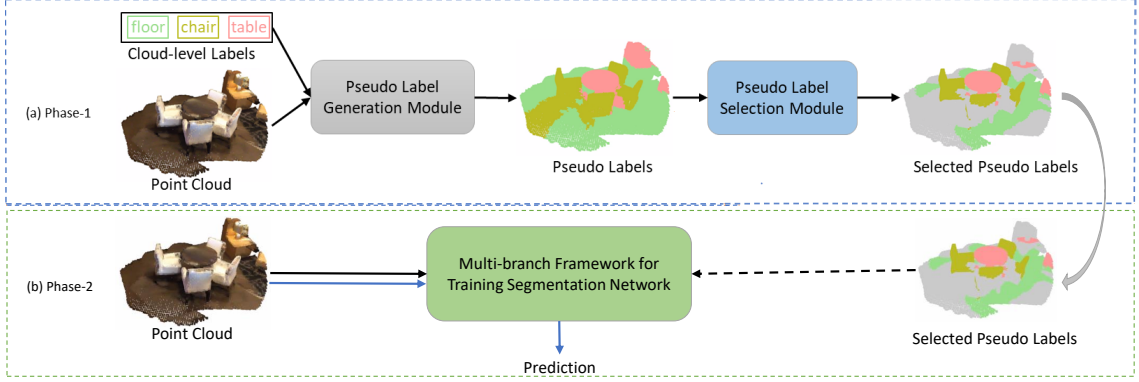 floor chair table
Cloud-level Labels
(a) Phase-1
Pseudo Label
Generation Module
Pseudo Label
Selection Module
Point Cloud
Pseudo Labels
Selected Pseudo Labels
(b) Phase-2
Multi-branch Framework for
Training Segmentation Network
Point Cloud
Selected Pseudo Labels
Prediction